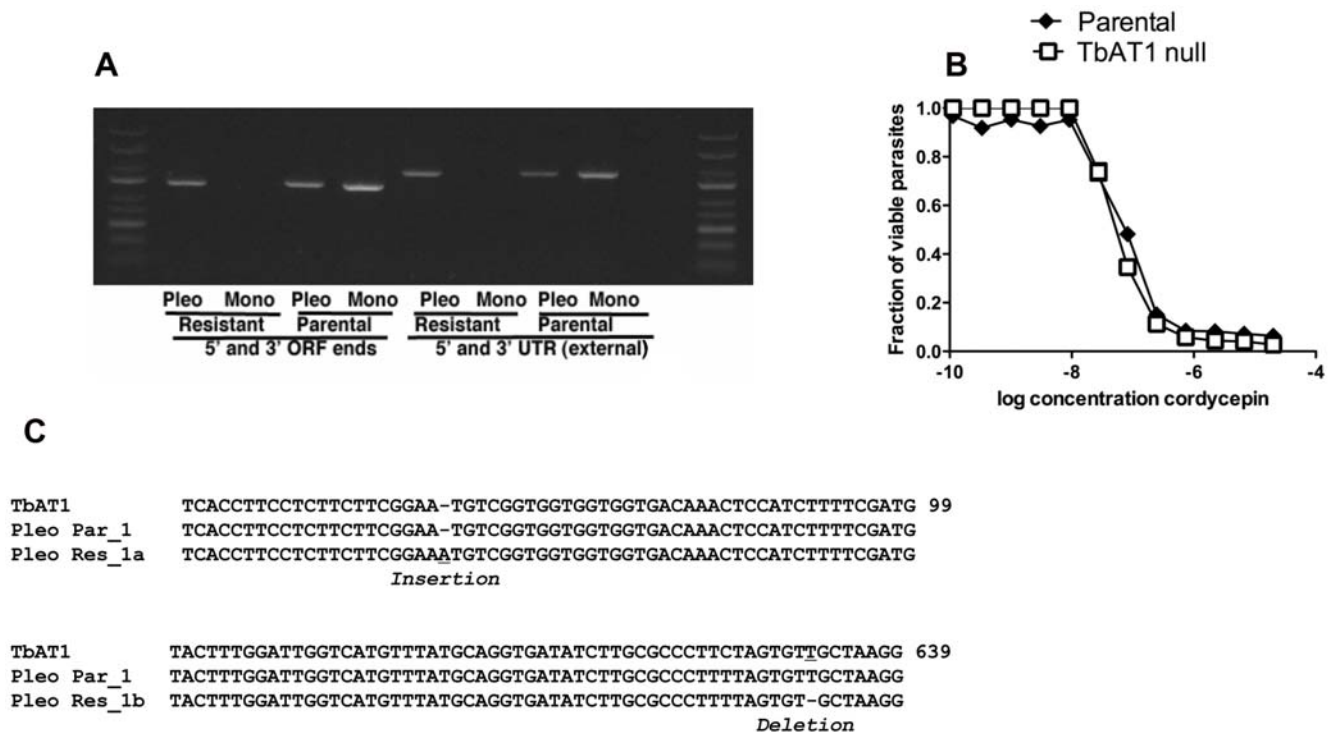 A
Pleo Mono Pleo Mono Pleo Mono Pleo Mono
Resistant Parental Resistant Parental
5' and 3' ORF ends 5' and 3' UTR (external)
Parental
TbAT1 null
B
1.0
0.8
0.6
0.4
0.2
0.0
Fraction of viable parasites
-10 -8 -6 -4
log concentration cordycepin
C
TbAT1 TCACCTTCCTCTTCTTCGGAA-TGTCGGTGGTGGTGGTGACAAACTCCATCTTTTCGATG 99
Pleo Par_1 TCACCTTCCTCTTCTTCGGAA-TGTCGGTGGTGGTGGTGACAAACTCCATCTTTTCGATG
Pleo Res_1a TCACCTTCCTCTTCTTCGGAAATGTCGGTGGTGGTGGTGACAAACTCCATCTTTTCGATG
Insertion
TbAT1 TACTTTGGATTGGTCATGTTTATGCAGGTGATATCTTGCGCCCTTCTAGTGTTGCTAAGG 639
Pleo Par_1 TACTTTGGATTGGTCATGTTTATGCAGGTGATATCTTGCGCCCTTTTAGTGTTGCTAAGG
Pleo Res_1b TACTTTGGATTGGTCATGTTTATGCAGGTGATATCTTGCGCCCTTTTAGTGT-GCTAAGG
Deletion